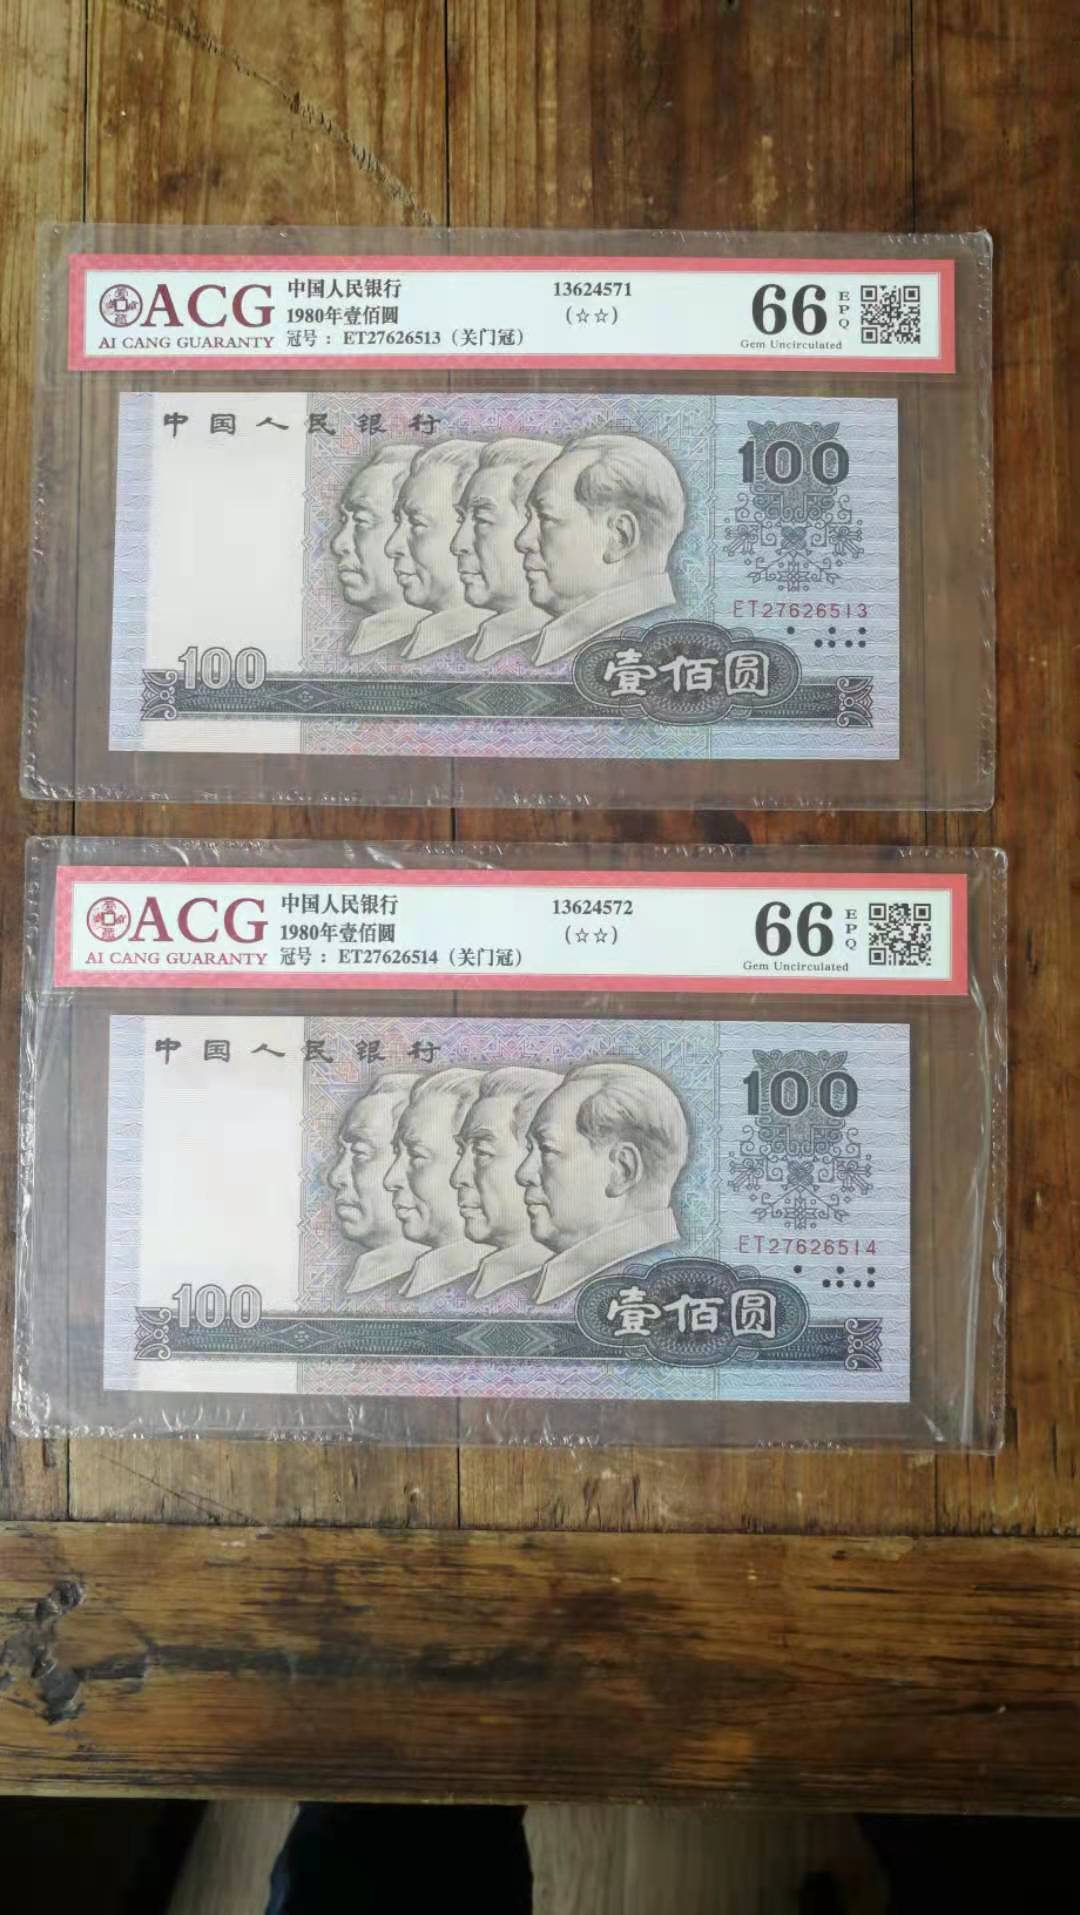 ACG
AI CANG GUARANTY
中国人民银行
1980年壹佰圆
冠号：ET27626513（关门冠）
13624571
(☆☆)
66
EPQ
Gem Uncirculated
中国人民银行
100
ET27626513
100
壹佰圆
ACG
AI CANG GUARANTY
中国人民银行
1980年壹佰圆
冠号：ET27626514（关门冠）
13624572
(☆☆)
66
EPQ
Gem Uncirculated
中国人民银行
100
ET27626514
100
壹佰圆